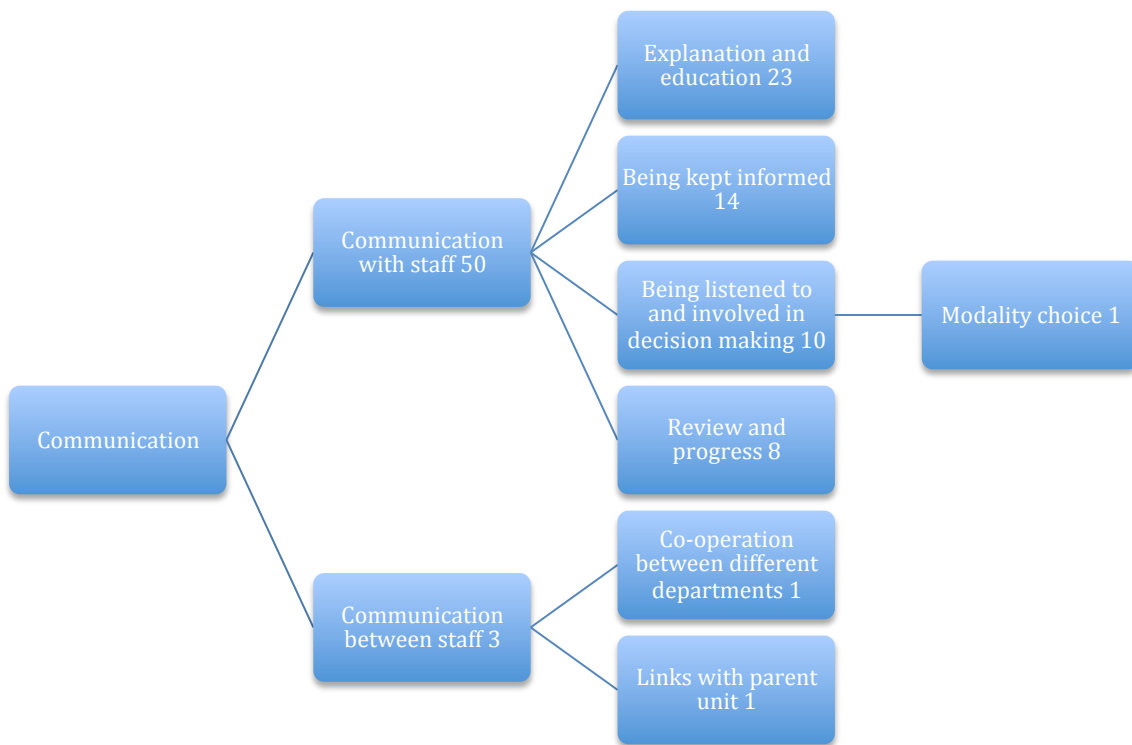 Explanation and
education 23
Being kept informed
14
Communication
with staff 50
Being listened to
and involved in
decision making 10
Modality choice 1
Communication
Review and
progress 8
Co-operation
between different
departments 1
Communication
between staff 3
Links with parent
unit 1